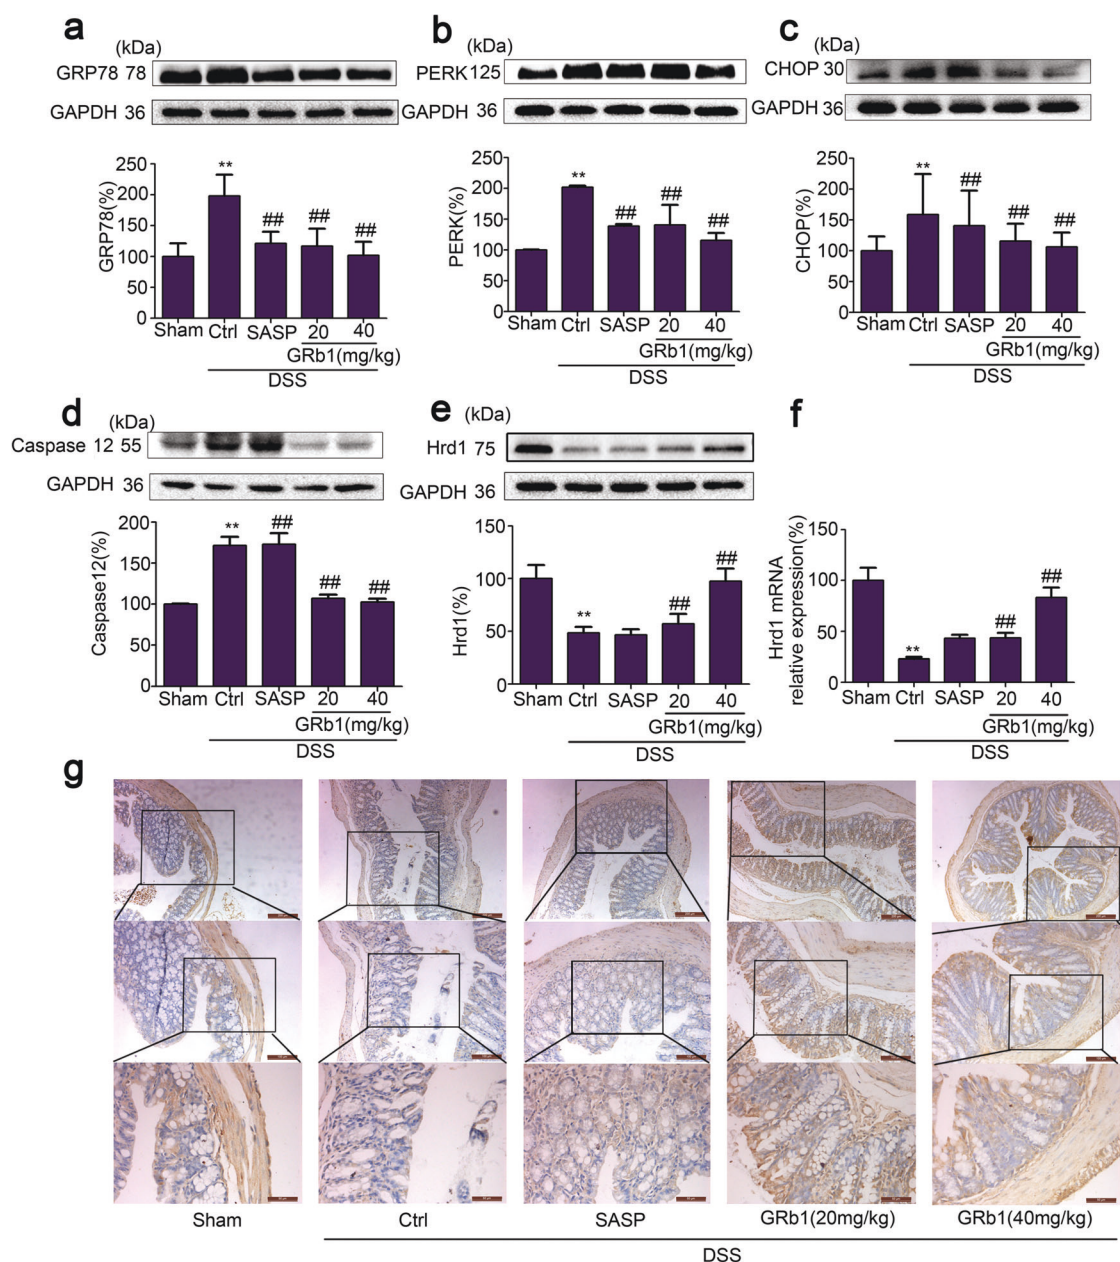 a
(kDa)
GRP78 78
GAPDH 36
250
200
150
100
50
0
GRP78(%)
**
##
##
##
Sham Ctrl SASP 20 40
GRb1(mg/kg)
DSS
b
(kDa)
PERK 125
GAPDH 36
250
200
150
100
50
0
PERK(%)
**
##
##
##
Sham Ctrl SASP 20 40
GRb1(mg/kg)
DSS
c
(kDa)
CHOP 30
GAPDH 36
250
200
150
100
50
0
CHOP(%)
**
##
##
##
Sham Ctrl SASP 20 40
GRb1(mg/kg)
DSS
d
(kDa)
Caspase 12 55
GAPDH 36
200
150
100
50
0
Caspase12(%)
**
##
##
##
Sham Ctrl SASP 20 40
GRb1(mg/kg)
DSS
e
(kDa)
Hrd1 75
GAPDH 36
150
100
50
0
Hrd1(%)
**
##
##
Sham Ctrl SASP 20 40
GRb1(mg/kg)
DSS
f
150
100
50
0
Hrd1 mRNA
relative expression(%)
**
##
##
Sham Ctrl SASP 20 40
GRb1(mg/kg)
DSS
g
Sham Ctrl SASP GRb1(20mg/kg) GRb1(40mg/kg)
DSS